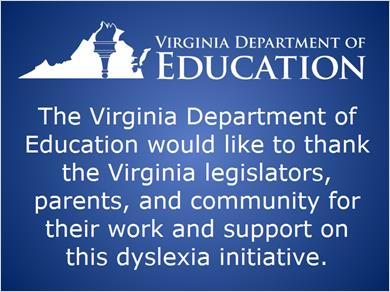 VIRGINIA DEPARTMENT OF
EDUCATION
The Virginia Department of
Education would like to thank
the Virginia legislators,
parents, and community for
their work and support on
this dyslexia initiative.